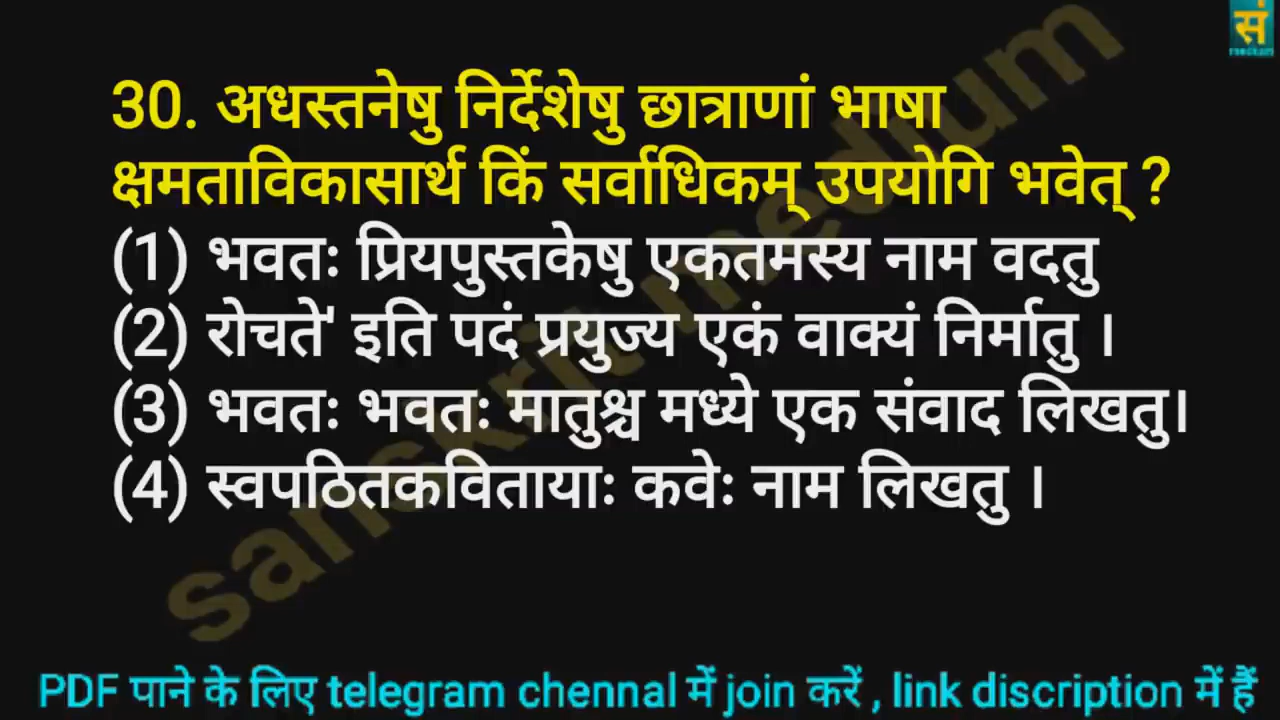 सं
30. अधस्तनेषु निर्देशेषु छात्राणां भाषा
क्षमताविकासार्थ किं सर्वाधिकम् उपयोगि भवेत् ?
(1) भवतः प्रियपुस्तकेषु एकतमस्य नाम वदतु
(2) रोचते' इति पदं प्रयुज्य एकं वाक्यं निर्मातु ।
(3) भवतः भवतः मातुश्च मध्ये एक संवाद लिखतु।
(4) स्वपठितकवितायाः कवेः नाम लिखतु ।
sanskrit medium
PDF पाने के लिए telegram chennal में join करें , link discription में हैं